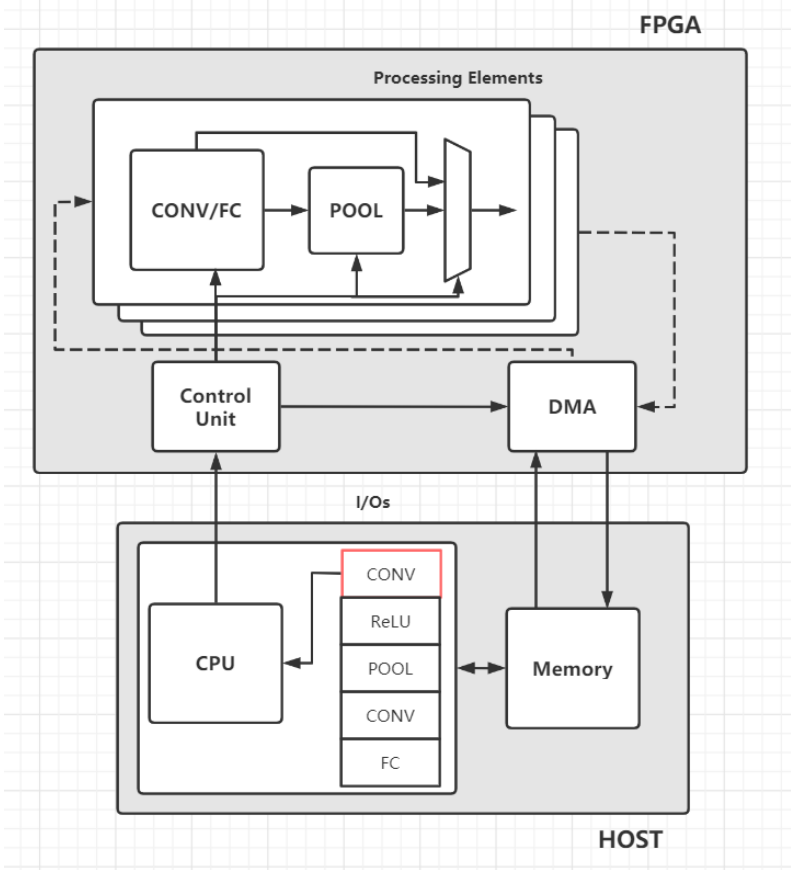 FPGA
Processing Elements
CONV/FC
POOL
Control
Unit
DMA
I/Os
CONV
ReLU
POOL
CONV
FC
CPU
Memory
HOST